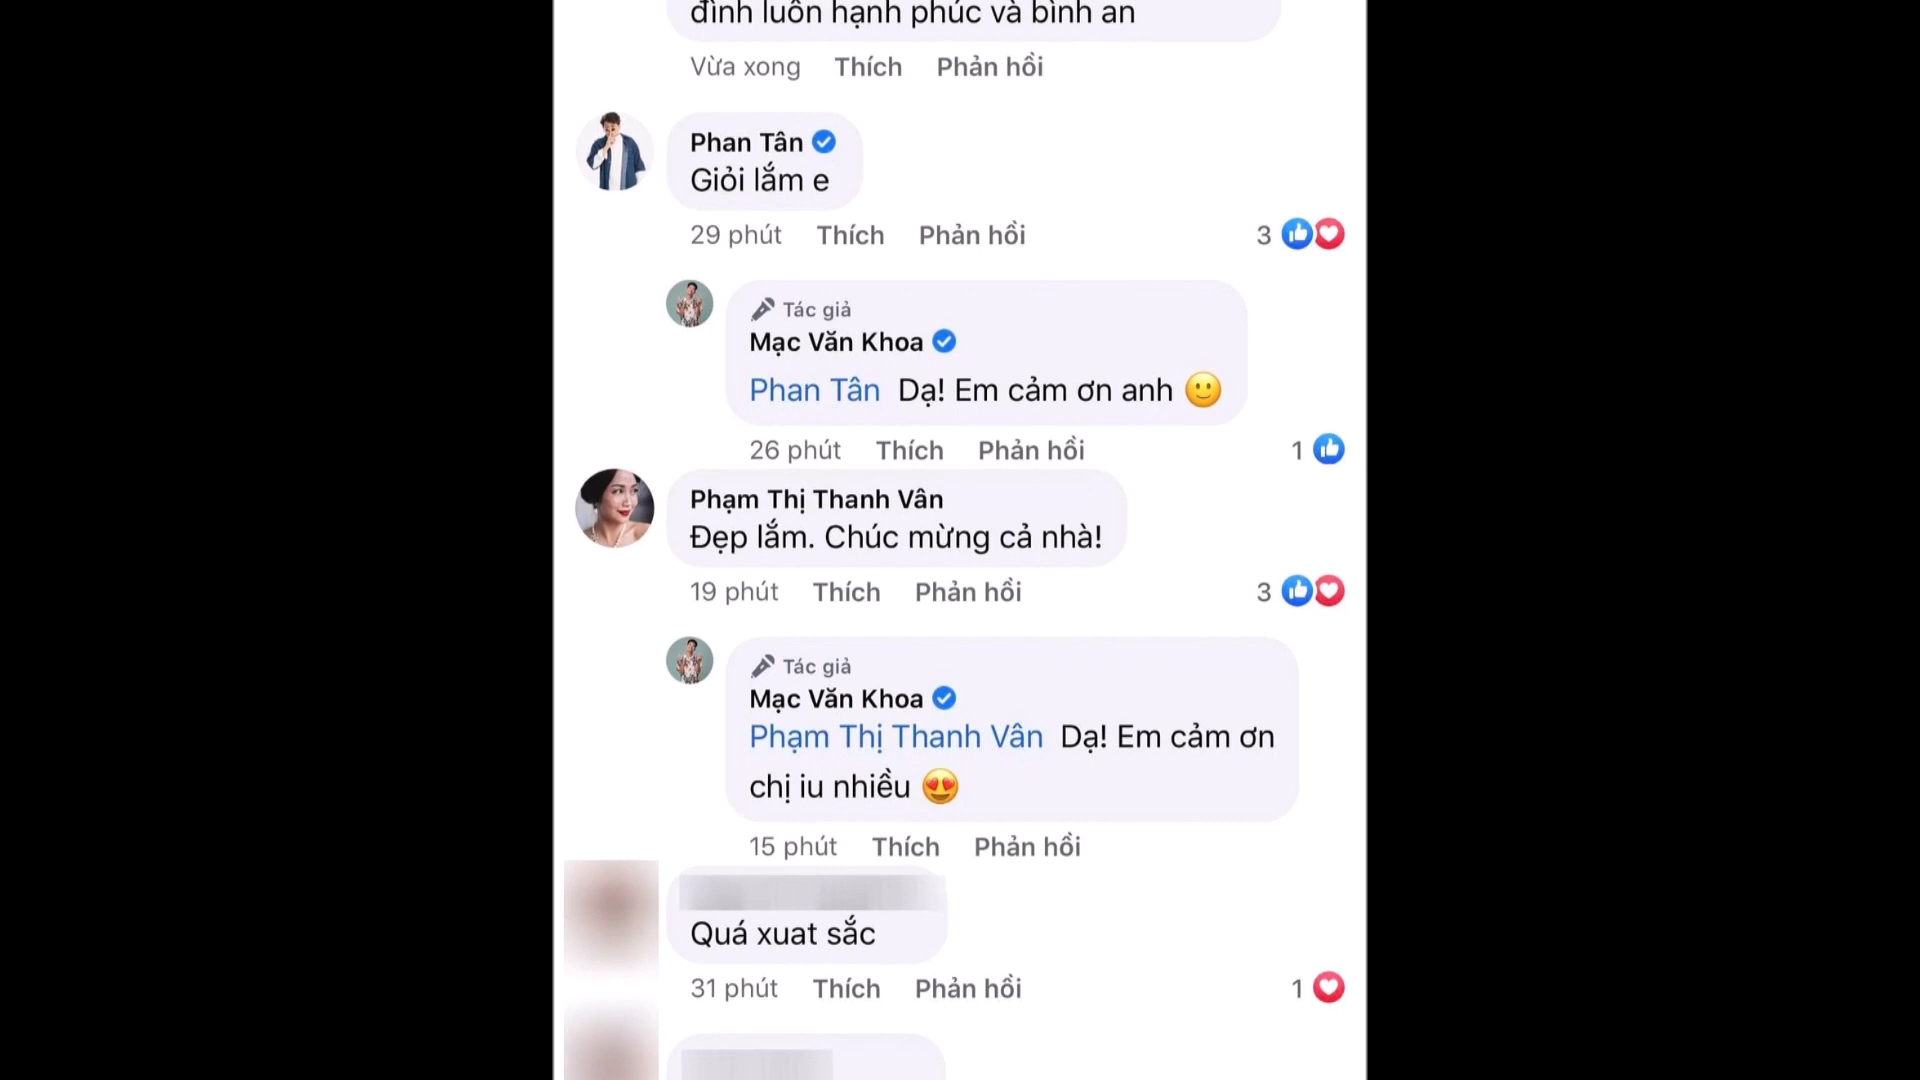 đình luôn hạnh phúc và bình an
Vừa xong Thích Phản hồi
Phan Tân
Giỏi lắm e
29 phút Thích Phản hồi 3
Tác giả
Mạc Văn Khoa
Phan Tân Dạ! Em cảm ơn anh 🙂
26 phút Thích Phản hồi 1
Phạm Thị Thanh Vân
Đẹp lắm. Chúc mừng cả nhà!
19 phút Thích Phản hồi 3
Tác giả
Mạc Văn Khoa
Phạm Thị Thanh Vân Dạ! Em cảm ơn
chị iu nhiều 😍
15 phút Thích Phản hồi
Quá xuat sắc
31 phút Thích Phản hồi 1